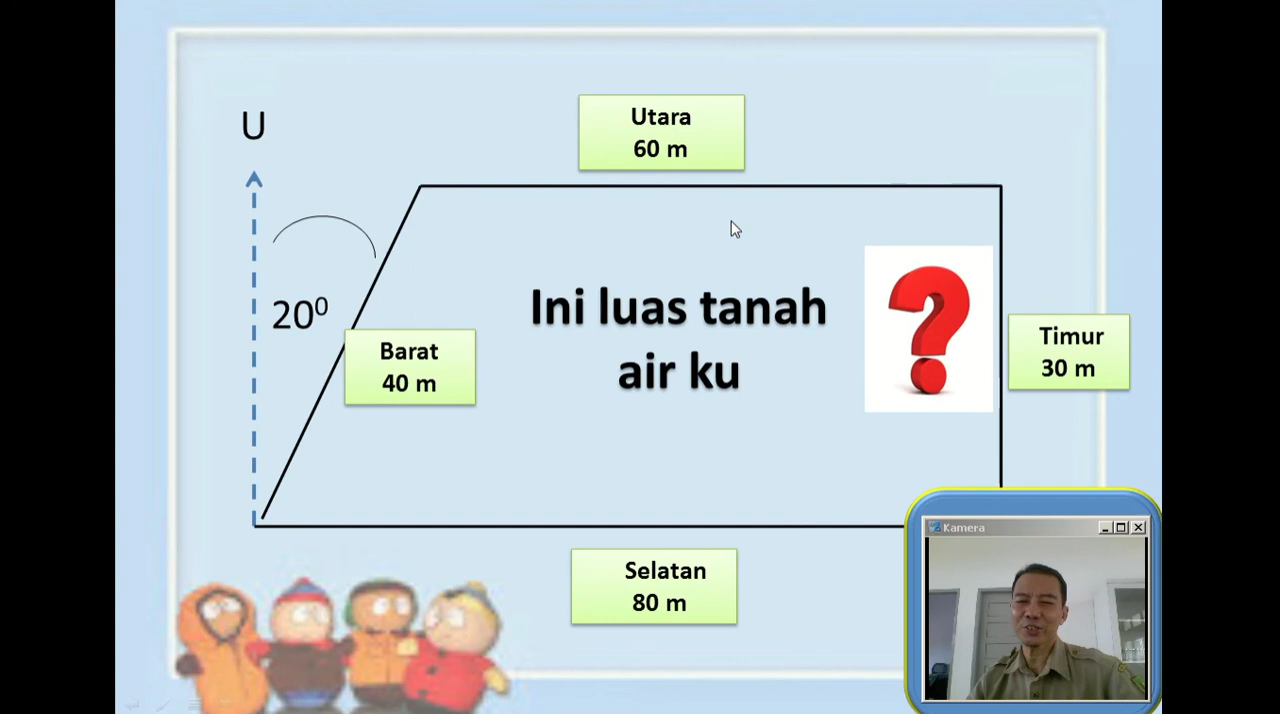 U
Utara
60 m
20⁰
Ini luas tanah
air ku
Barat
40 m
Timur
30 m
Selatan
80 m
Kamera